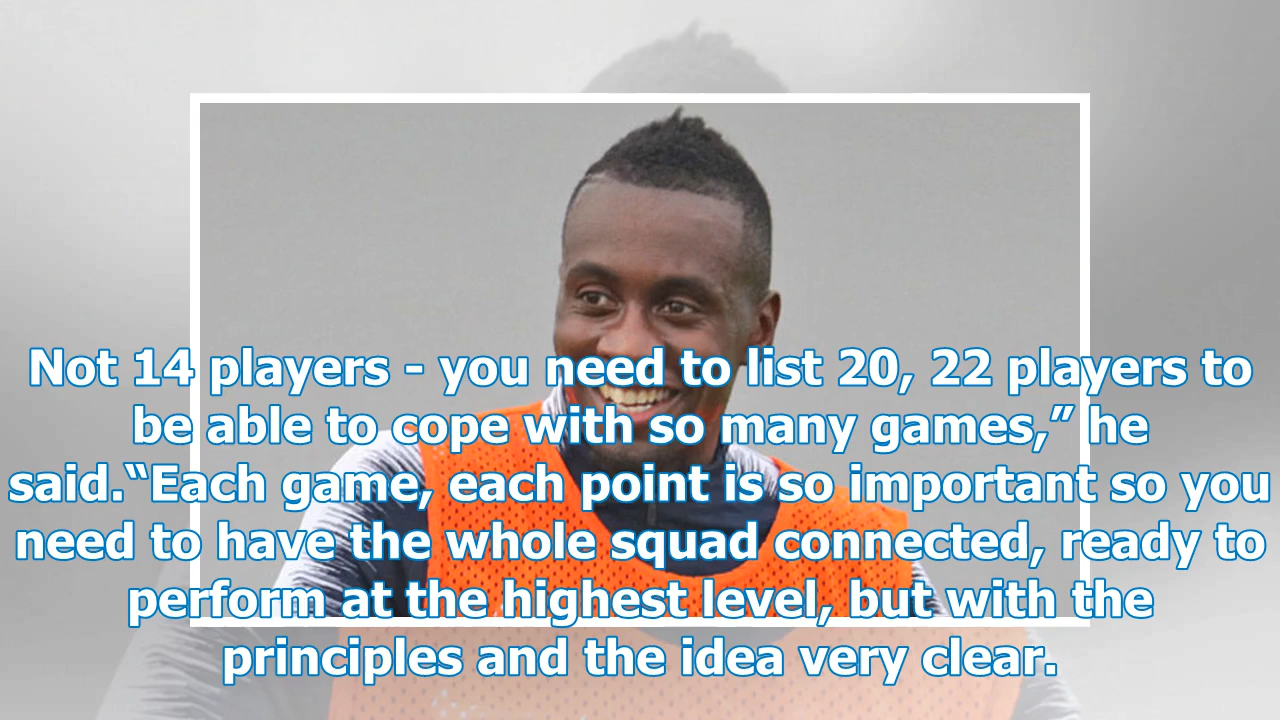 Not 14 players - you need to list 20, 22 players to
be able to cope with so many games,” he
said.“Each game, each point is so important so you
need to have the whole squad connected, ready to
perform at the highest level, but with the
principles and the idea very clear.